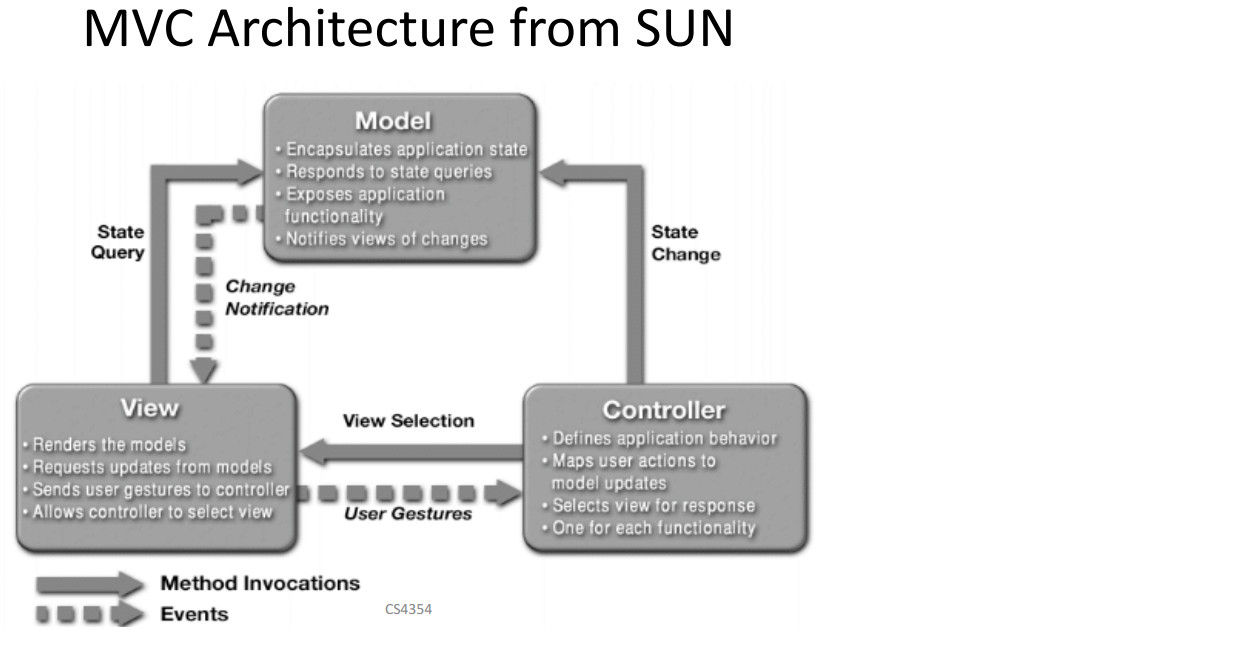 MVC Architecture from SUN
Model
• Encapsulates application state
• Responds to state queries
• Exposes application
functionality
• Notifies views of changes
State
Query
Change
Notification
State
Change
View
• Renders the models
• Requests updates from models
• Sends user gestures to controller
• Allows controller to select view
View Selection
User Gestures
Controller
• Defines application behavior
• Maps user actions to
model updates
• Selects view for response
• One for each functionality
Method Invocations
Events
CS4354